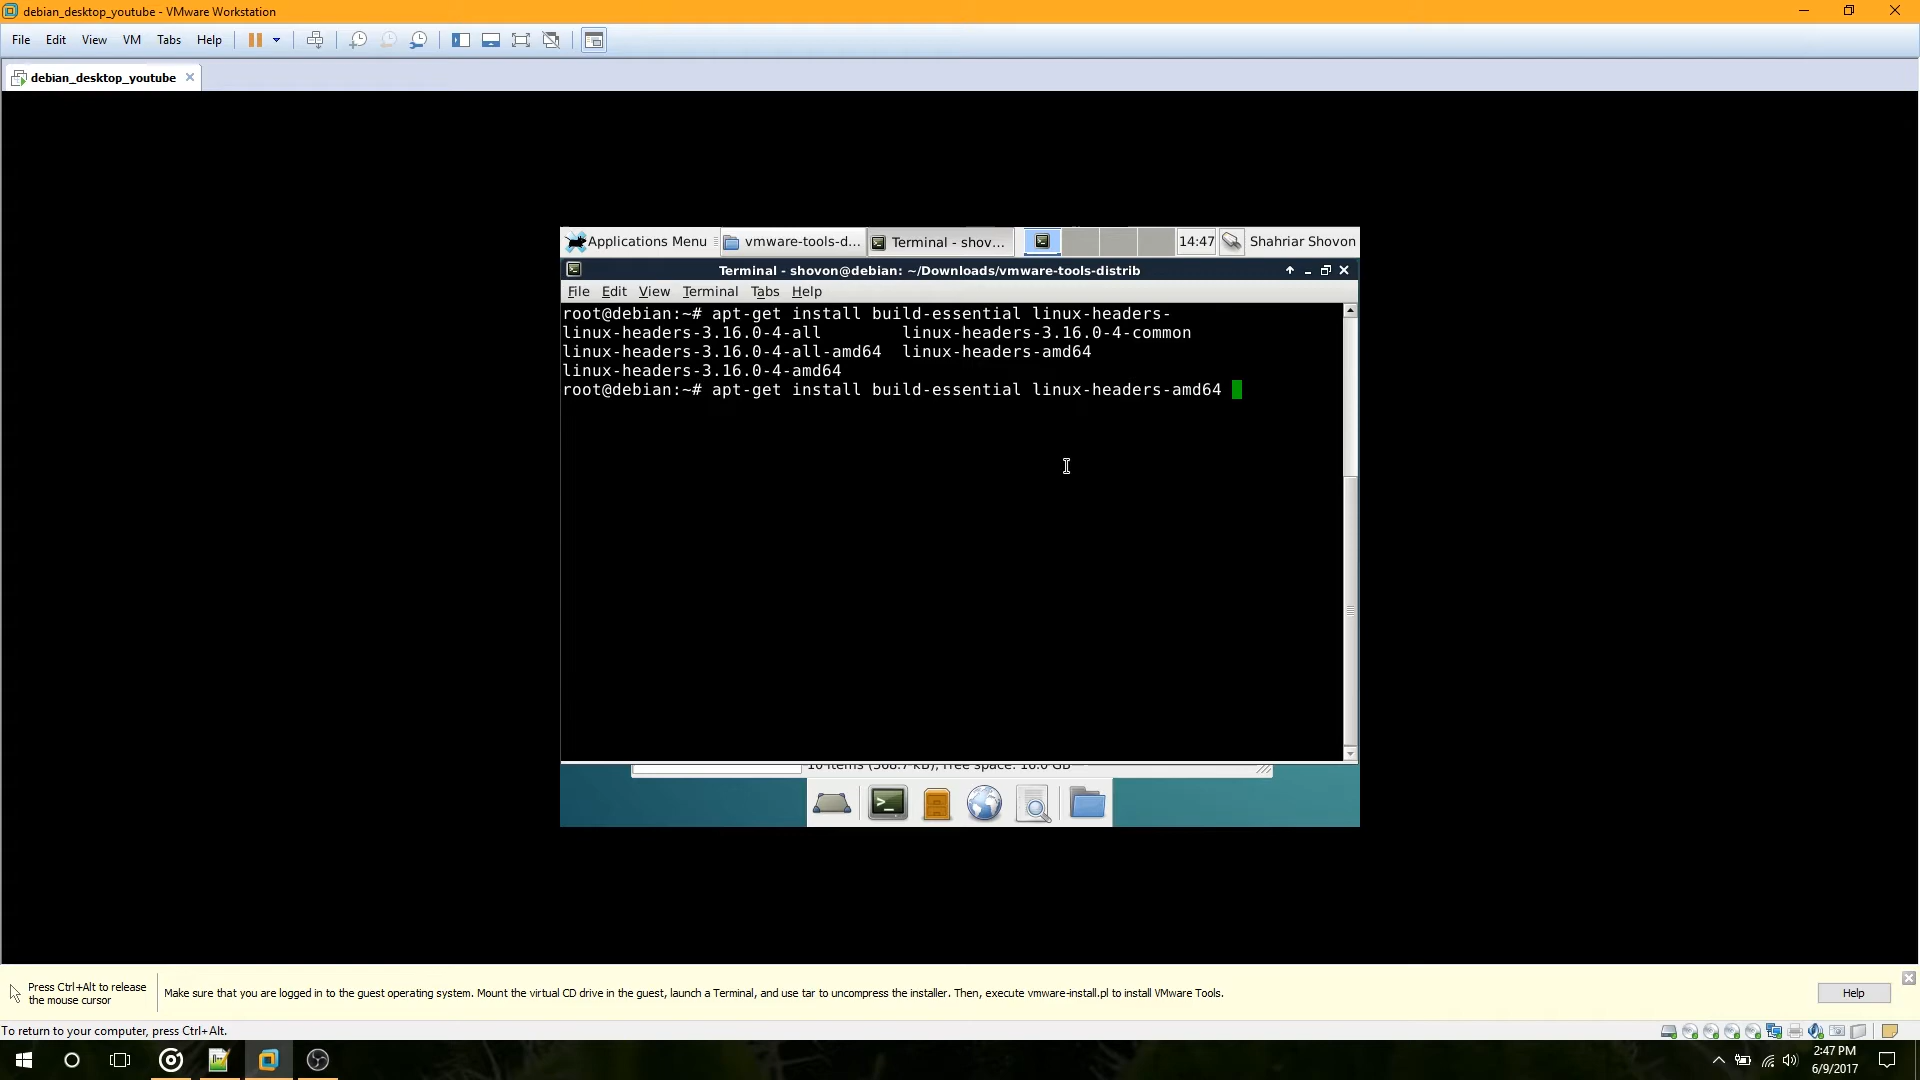 debian_desktop_youtube - VMware Workstation
File Edit View VM Tabs Help
debian_desktop_youtube
Applications Menu vmware-tools-d... Terminal - shov... 14:47 Shahriar Shovon
Terminal - shovon@debian: ~/Downloads/vmware-tools-distrib
File Edit View Terminal Tabs Help
root@debian:~# apt-get install build-essential linux-headers-
linux-headers-3.16.0-4-all linux-headers-3.16.0-4-common
linux-headers-3.16.0-4-all-amd64 linux-headers-amd64
linux-headers-3.16.0-4-amd64
root@debian:~# apt-get install build-essential linux-headers-amd64
Press Ctrl+Alt to release
the mouse cursor
Make sure that you are logged in to the guest operating system. Mount the virtual CD drive in the guest, launch a Terminal, and use tar to uncompress the installer. Then, execute vmware-install.pl to install VMware Tools.
Help
To return to your computer, press Ctrl+Alt.
2:47 PM
6/9/2017